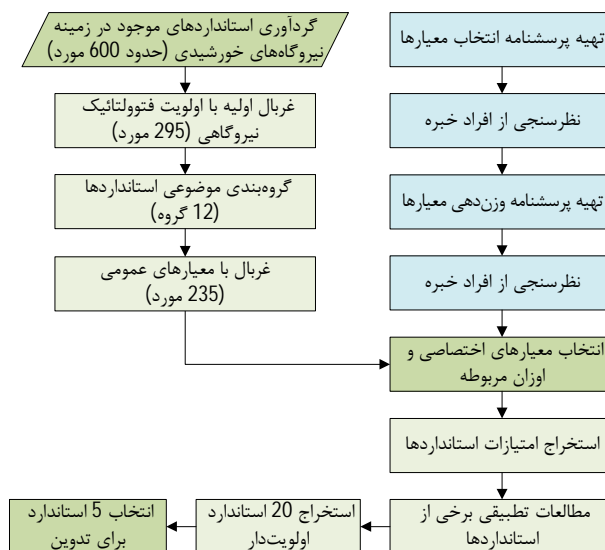 گردآوری استانداردهای موجود در زمینه
نیروگاه‌های خورشیدی (حدود 600 مورد)
غربال اولیه با اولویت فتوولتائیک
نیروگاهی (295 مورد)
گروه‌بندی موضوعی استانداردها
(12 گروه)
غربال با معیارهای عمومی
(235 مورد)
تهیه پرسشنامه انتخاب معیارها
نظرسنجی از افراد خبره
تهیه پرسشنامه وزن‌دهی معیارها
نظرسنجی از افراد خبره
انتخاب معیارهای اختصاصی و
اوزان مربوطه
استخراج امتیازات استانداردها
مطالعات تطبیقی برخی از
استانداردها
استخراج 20 استاندارد
اولویت‌دار
انتخاب 5 استاندارد
برای تدوین